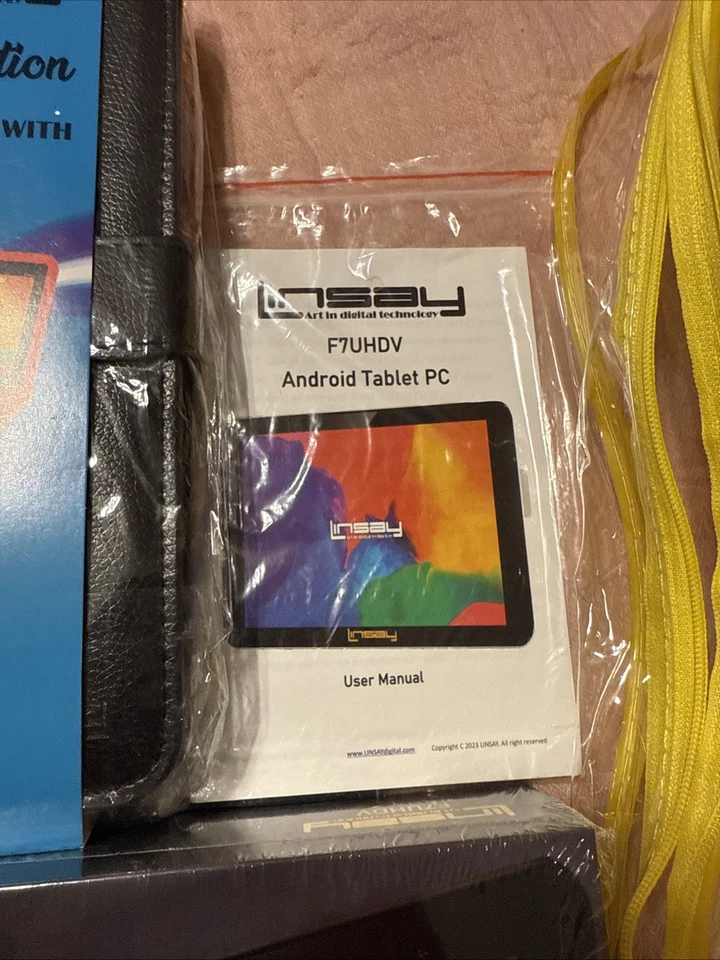 tion
WITH
Linsay
Art in digital technology
F7UHDV
Android Tablet PC
Linsay
Linsay
User Manual
www.LINSAYdigital.com Copyright C 2023 LINSAY. All right reserved
Linsay